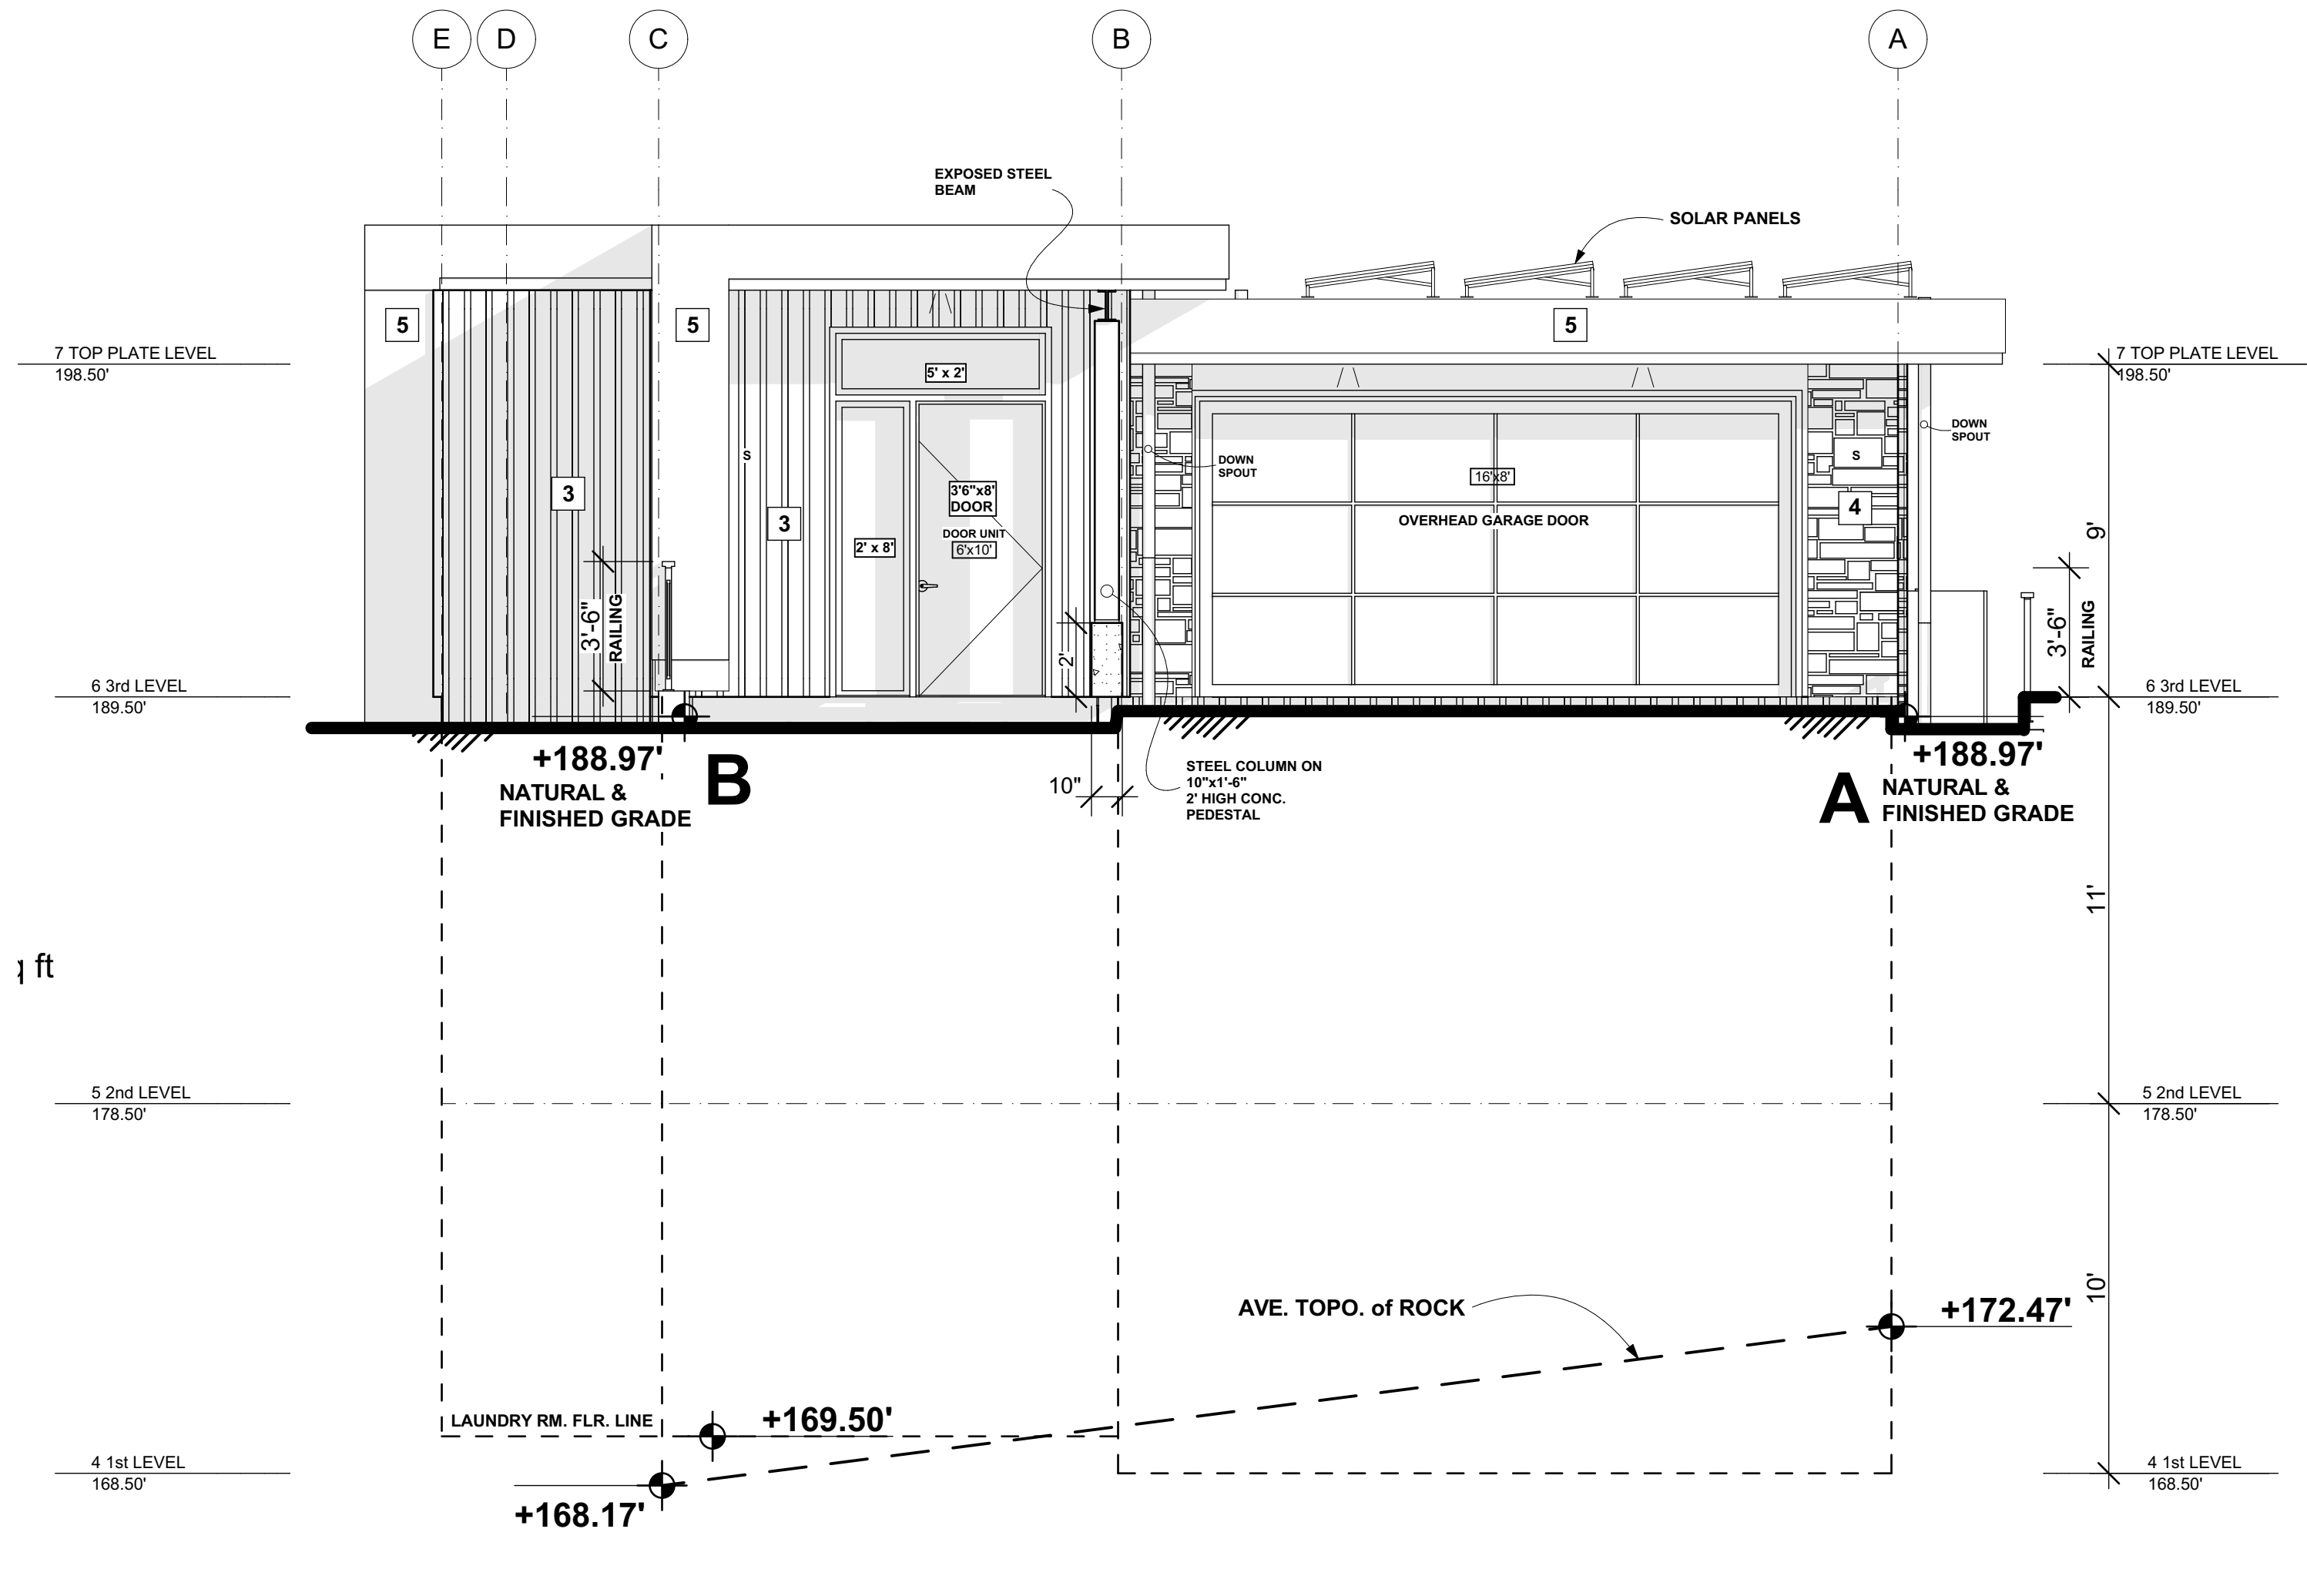 E
D
C
B
A
EXPOSED STEEL
BEAM
SOLAR PANELS
5
5
5
7 TOP PLATE LEVEL
198.50'
7 TOP PLATE LEVEL
198.50'
5' x 2'
DOWN
SPOUT
S
DOWN
SPOUT
S
16'x8'
3
3'6"x8'
DOOR
4
3
OVERHEAD GARAGE DOOR
DOOR UNIT
6'x10'
2' x 8'
9'
3'-6"
RAILING
3'-6"
RAILING
2'
6 3rd LEVEL
189.50'
6 3rd LEVEL
189.50'
+188.97'
NATURAL &
FINISHED GRADE
B
10"
STEEL COLUMN ON
10"x1'-6"
2' HIGH CONC.
PEDESTAL
A
+188.97'
NATURAL &
FINISHED GRADE
11'
ft
5 2nd LEVEL
178.50'
5 2nd LEVEL
178.50'
10'
AVE. TOPO. of ROCK
+172.47'
LAUNDRY RM. FLR. LINE
+169.50'
4 1st LEVEL
168.50'
4 1st LEVEL
168.50'
+168.17'